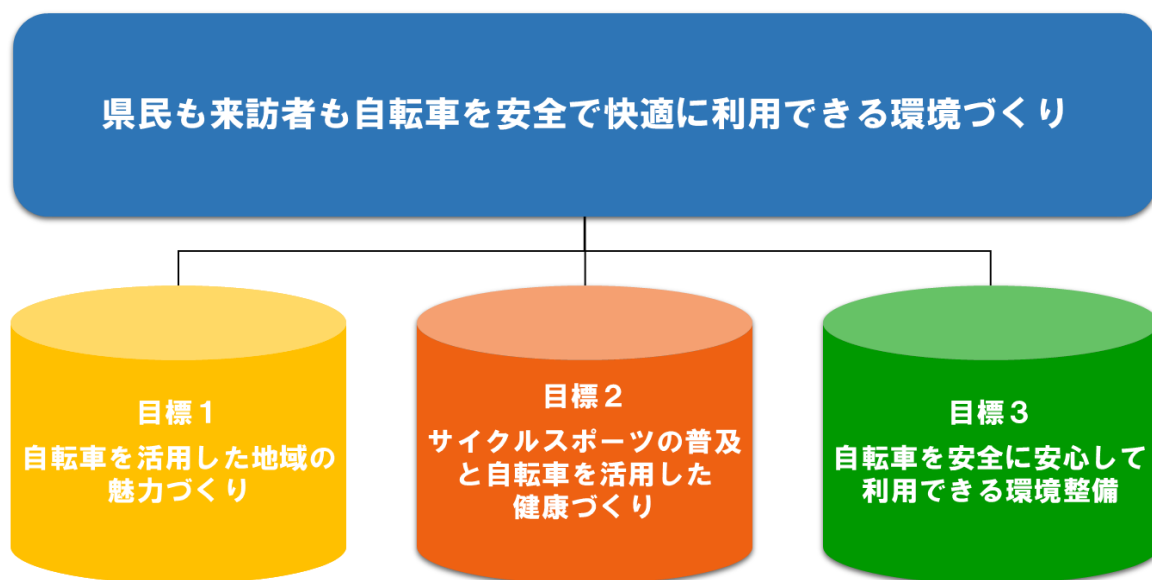 県民も来訪者も自転車を安全で快適に利用できる環境づくり
目標１
自転車を活用した地域の
魅力づくり
目標２
サイクルスポーツの普及
と自転車を活用した
健康づくり
目標３
自転車を安全に安心して
利用できる環境整備